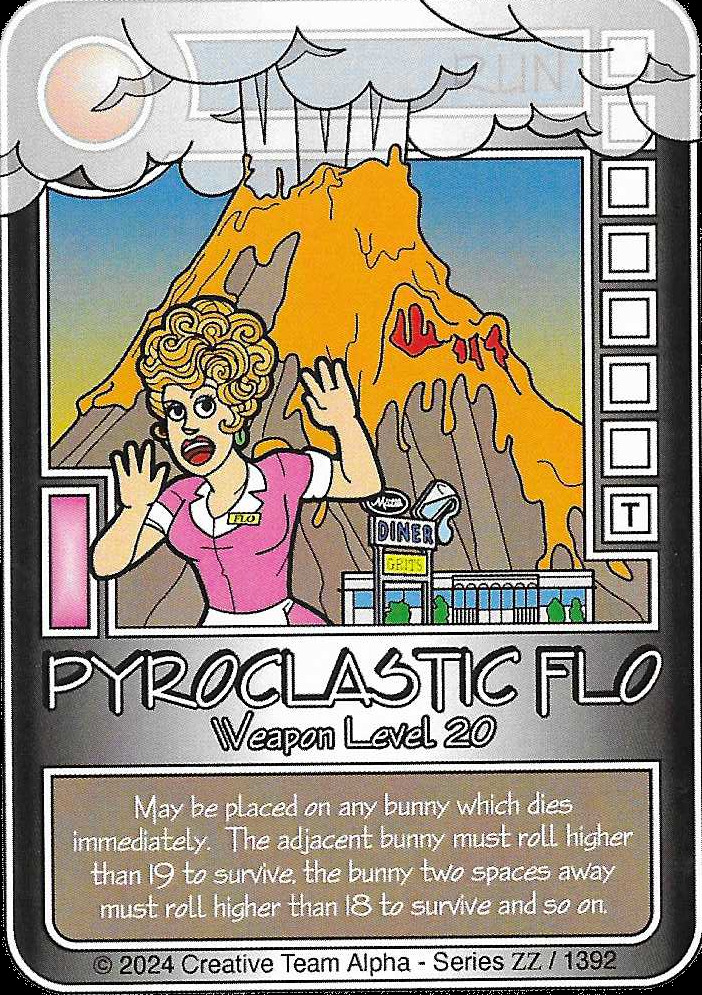 RUN
T
FLO
DINER
GRITS
PYROCLASTIC FLO
Weapon Level 20
May be placed on any bunny which dies
immediately. The adjacent bunny must roll higher
than 19 to survive, the bunny two spaces away
must roll higher than 18 to survive and so on.
© 2024 Creative Team Alpha - Series ZZ / 1392